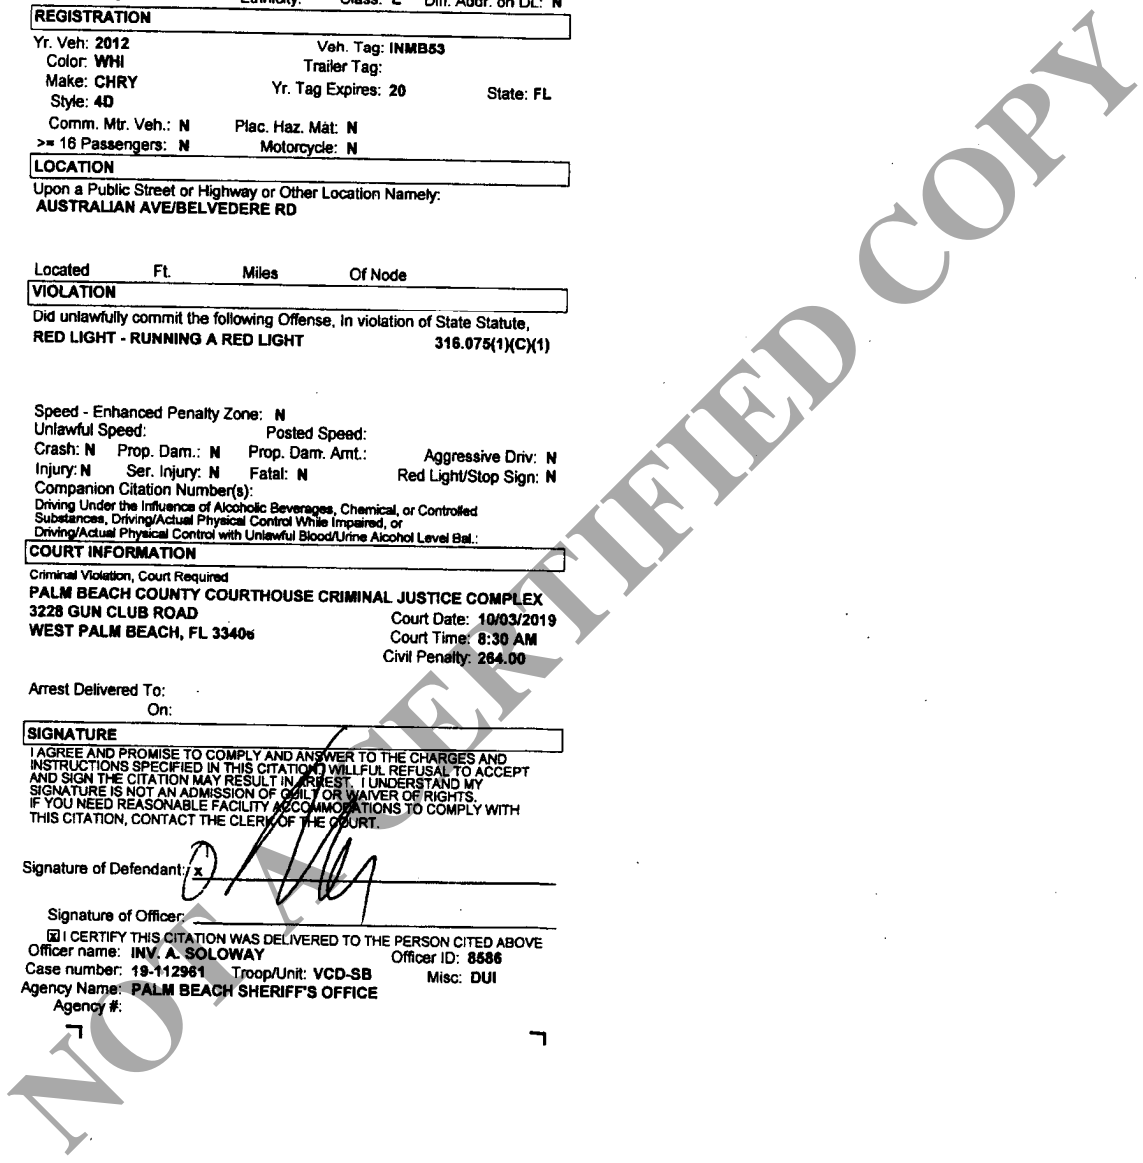 Ethnicity: Class: E Diff. Addr. on DL: N
REGISTRATION
Yr. Veh: 2012 Veh. Tag: INMB53
Color: WHI Trailer Tag:
Make: CHRY Yr. Tag Expires: 20 State: FL
Style: 4D
Comm. Mtr. Veh.: N Plac. Haz. Mat: N
>= 16 Passengers: N Motorcycle: N
LOCATION
Upon a Public Street or Highway or Other Location Namely:
AUSTRALIAN AVE/BELVEDERE RD
Located Ft. Miles Of Node
VIOLATION
Did unlawfully commit the following Offense, In violation of State Statute,
RED LIGHT - RUNNING A RED LIGHT 316.075(1)(C)(1)
Speed - Enhanced Penalty Zone: N
Unlawful Speed: Posted Speed:
Crash: N Prop. Dam.: N Prop. Dam. Amt.: Aggressive Driv: N
Injury: N Ser. Injury: N Fatal: N Red Light/Stop Sign: N
Companion Citation Number(s):
Driving Under the Influence of Alcoholic Beverages, Chemical, or Controlled
Substances, Driving/Actual Physical Control While Impaired, or
Driving/Actual Physical Control with Unlawful Blood/Urine Alcohol Level Bal.:
COURT INFORMATION
Criminal Violation, Court Required
PALM BEACH COUNTY COURTHOUSE CRIMINAL JUSTICE COMPLEX
3228 GUN CLUB ROAD Court Date: 10/03/2019
WEST PALM BEACH, FL 33406 Court Time: 8:30 AM
Civil Penalty: 264.00
Arrest Delivered To:
On:
SIGNATURE
I AGREE AND PROMISE TO COMPLY AND ANSWER TO THE CHARGES AND
INSTRUCTIONS SPECIFIED IN THIS CITATION. WILLFUL REFUSAL TO ACCEPT
AND SIGN THE CITATION MAY RESULT IN ARREST. I UNDERSTAND MY
SIGNATURE IS NOT AN ADMISSION OF GUILT OR WAIVER OF RIGHTS.
IF YOU NEED REASONABLE FACILITY ACCOMMODATIONS TO COMPLY WITH
THIS CITATION, CONTACT THE CLERK OF THE COURT.
Signature of Defendant: x
Signature of Officer:
☒ I CERTIFY THIS CITATION WAS DELIVERED TO THE PERSON CITED ABOVE
Officer name: INV. A. SOLOWAY Officer ID: 8586
Case number: 19-112961 Troop/Unit: VCD-SB Misc: DUI
Agency Name: PALM BEACH SHERIFF'S OFFICE
Agency #:
NOT A CERTIFIED COPY